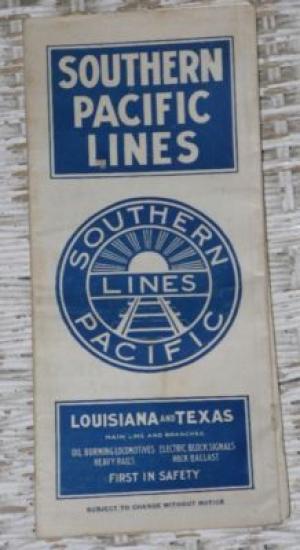 SOUTHERN
PACIFIC
LINES
SOUTHERN
LINES
PACIFIC
LOUISIANA AND TEXAS
MAIN LINE AND BRANCHES
OIL BURNING LOCOMOTIVES ELECTRIC BLOCK SIGNALS
HEAVY RAILS ROCK BALLAST
FIRST IN SAFETY
SUBJECT TO CHANGE WITHOUT NOTICE